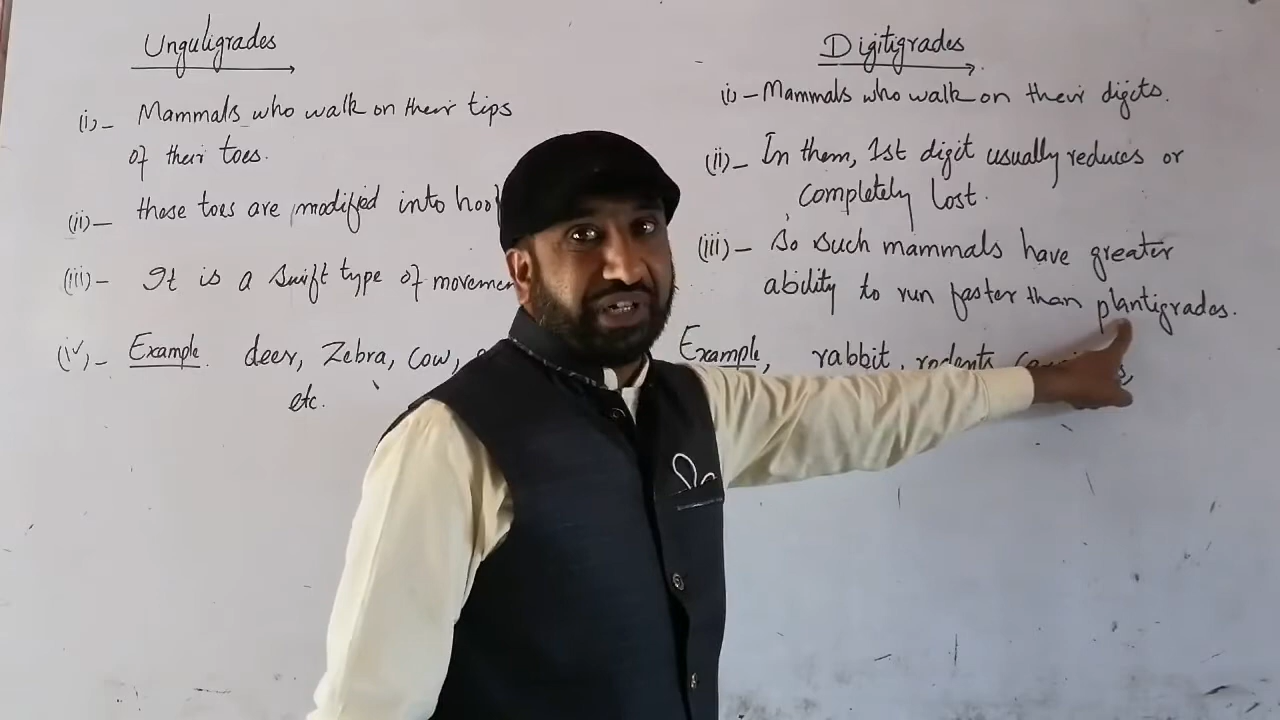 Unguligrades
(i)- Mammals who walk on their tips
of their toes.
(ii)- these toes are modified into
(iii)- It is a swift type of
(iv)- Example. deer, Zebra, cow,
etc.
Digitigrades
(i)- Mammals who walk on their digits.
(ii)- In them, 1st digit usually reduces or
completely lost.
(iii)- So such mammals have greater
ability to run faster than plantigrades.
Example, rabbit, rodents